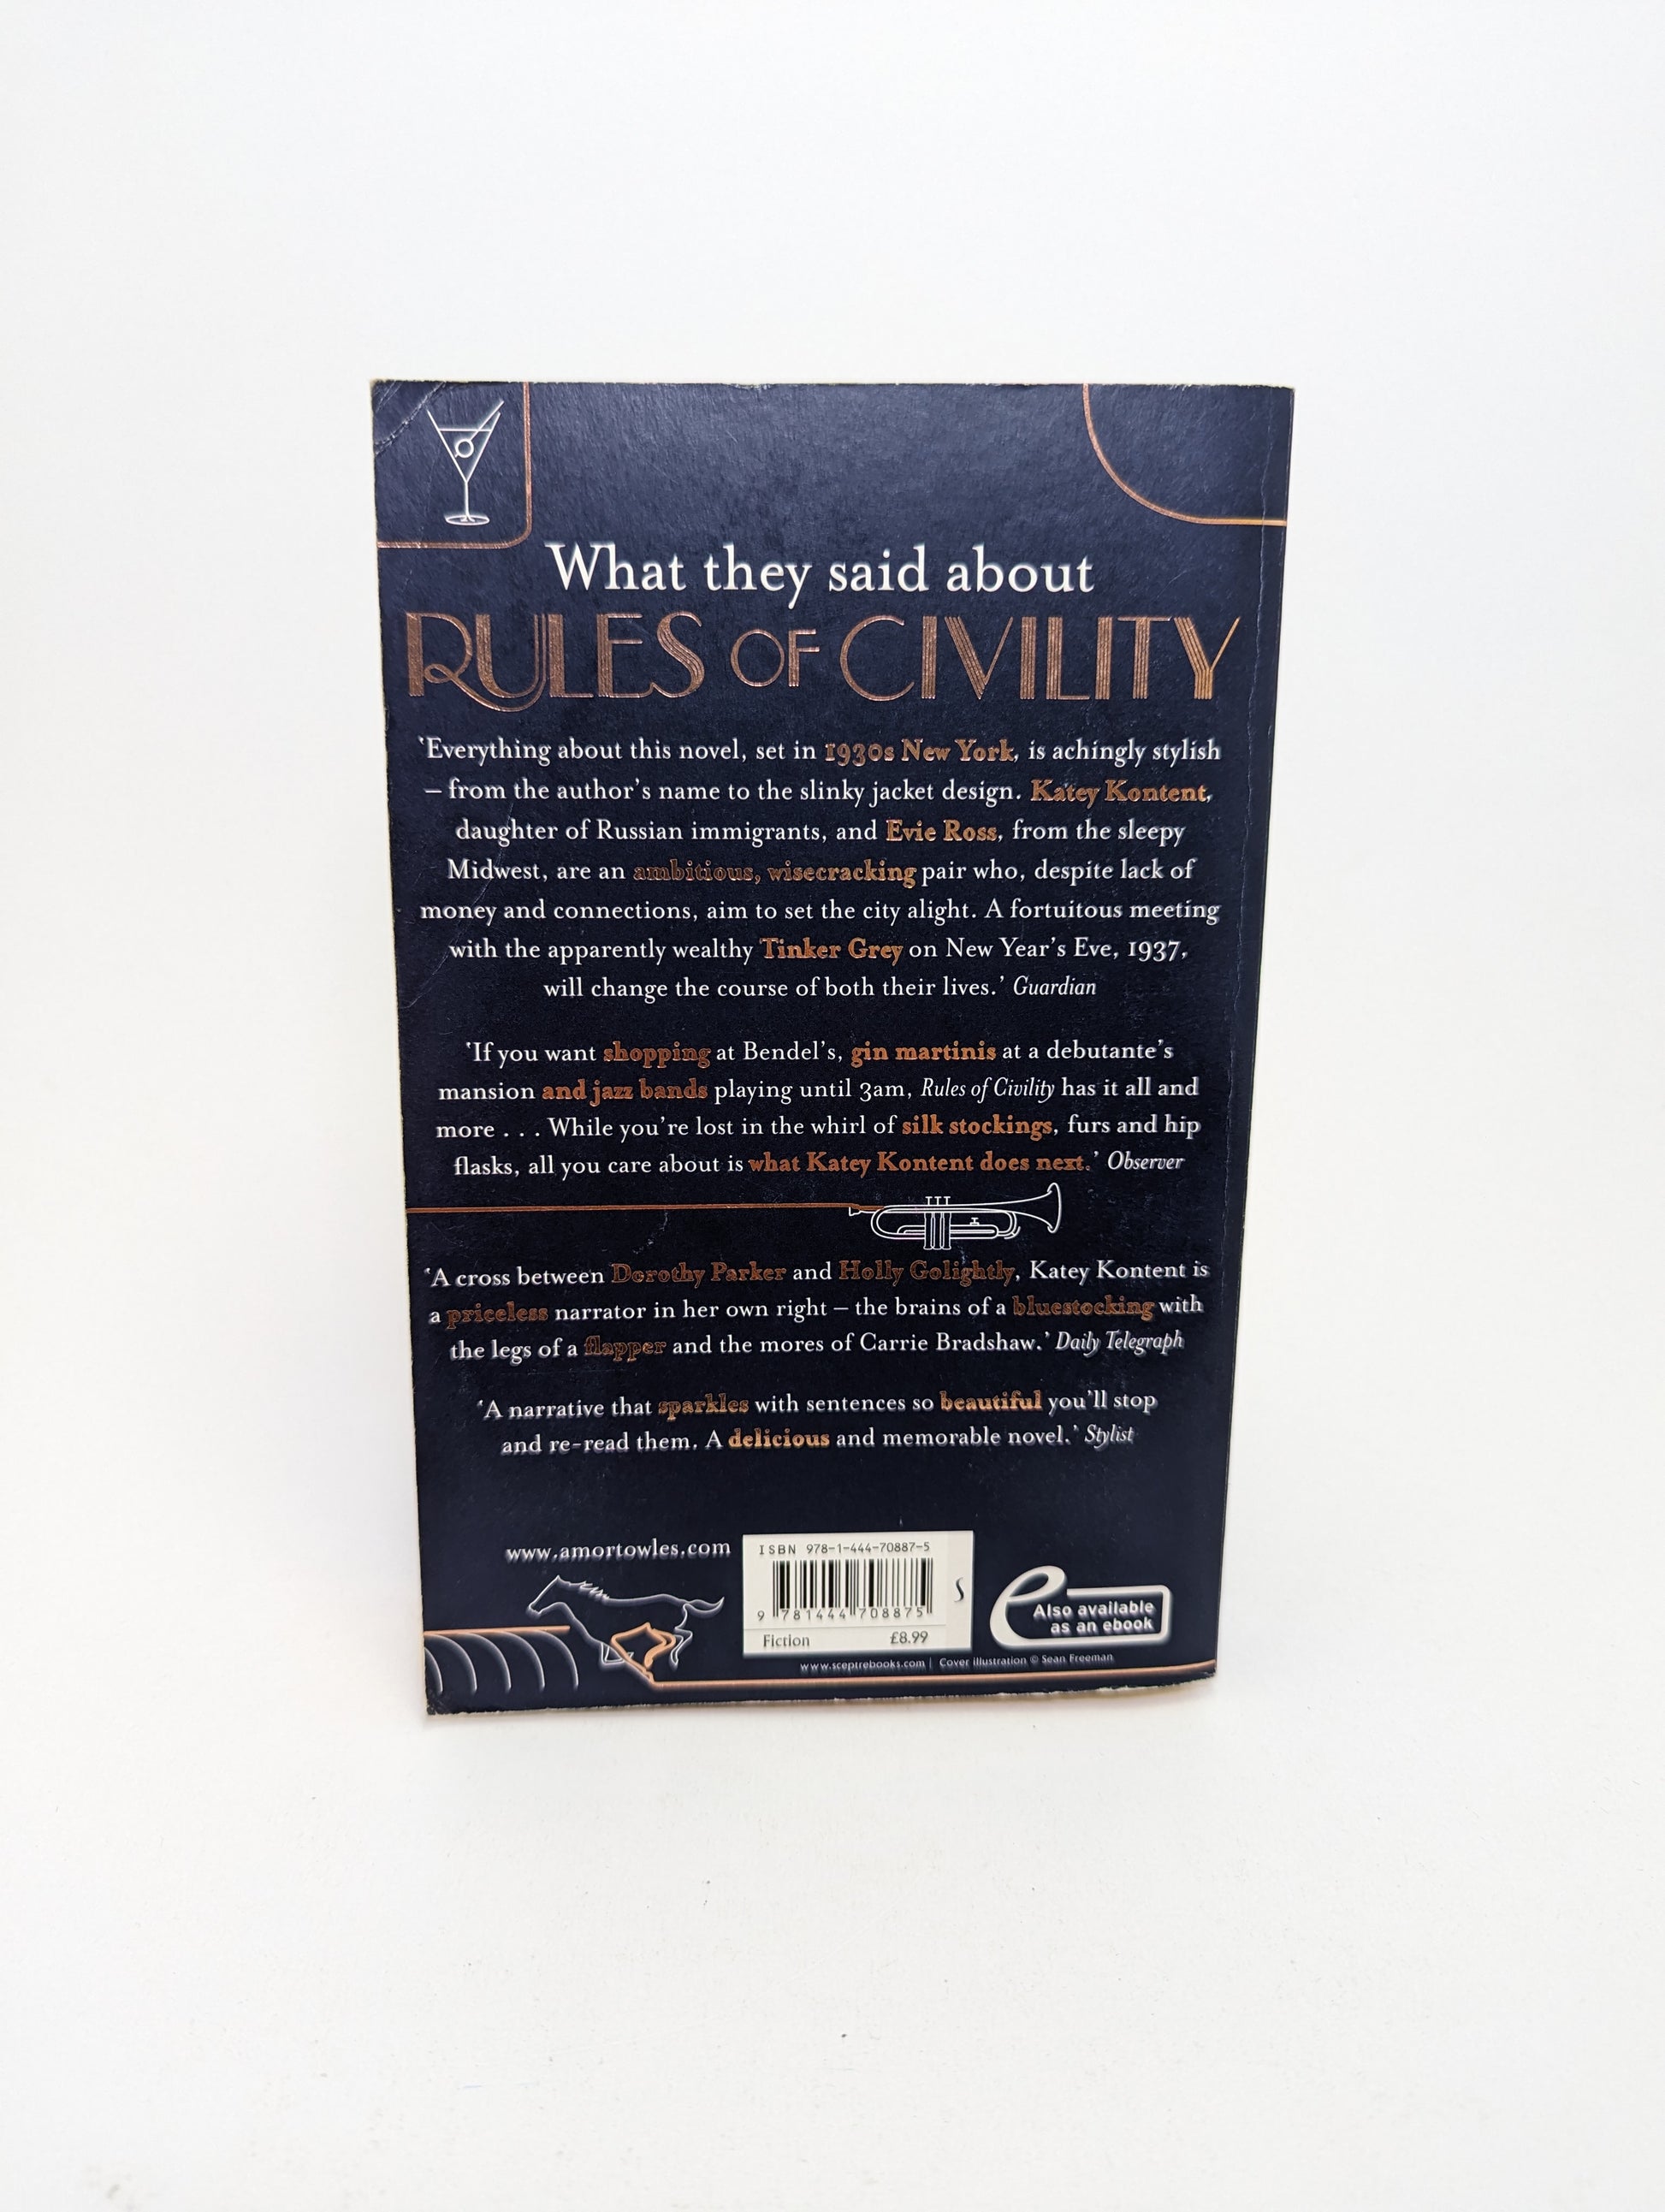 What they said about
RULES OF CIVILITY
‘Everything about this novel, set in 1930s New York, is achingly stylish
– from the author’s name to the slinky jacket design. Katey Kontent,
daughter of Russian immigrants, and Evie Ross, from the sleepy
Midwest, are an ambitious, wisecracking pair who, despite lack of
money and connections, aim to set the city alight. A fortuitous meeting
with the apparently wealthy Tinker Grey on New Year’s Eve, 1937,
will change the course of both their lives.’ Guardian
‘If you want shopping at Bendel’s, gin martinis at a debutante’s
mansion and jazz bands playing until 3am, Rules of Civility has it all and
more . . . While you’re lost in the whirl of silk stockings, furs and hip
flasks, all you care about is what Katey Kontent does next.’ Observer
‘A cross between Dorothy Parker and Holly Golightly, Katey Kontent is
a priceless narrator in her own right – the brains of a bluestocking with
the legs of a flapper and the mores of Carrie Bradshaw.’ Daily Telegraph
‘A narrative that sparkles with sentences so beautiful you’ll stop
and re-read them. A delicious and memorable novel.’ Stylist
www.amortowles.com
ISBN 978-1-444-70887-5
9 781444 708875
Fiction £8.99
S
e Also available
as an ebook
www.sceptrebooks.com | Cover illustration © Sean Freeman